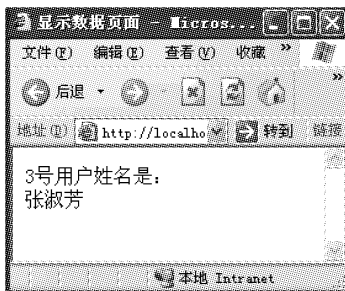 显示数据页面 - Micros...
文件(F) 编辑(E) 查看(V) 收藏 »
后退 »
地址(D) http://localho 转到 链接
3号用户姓名是:
张淑芳
本地 Intranet